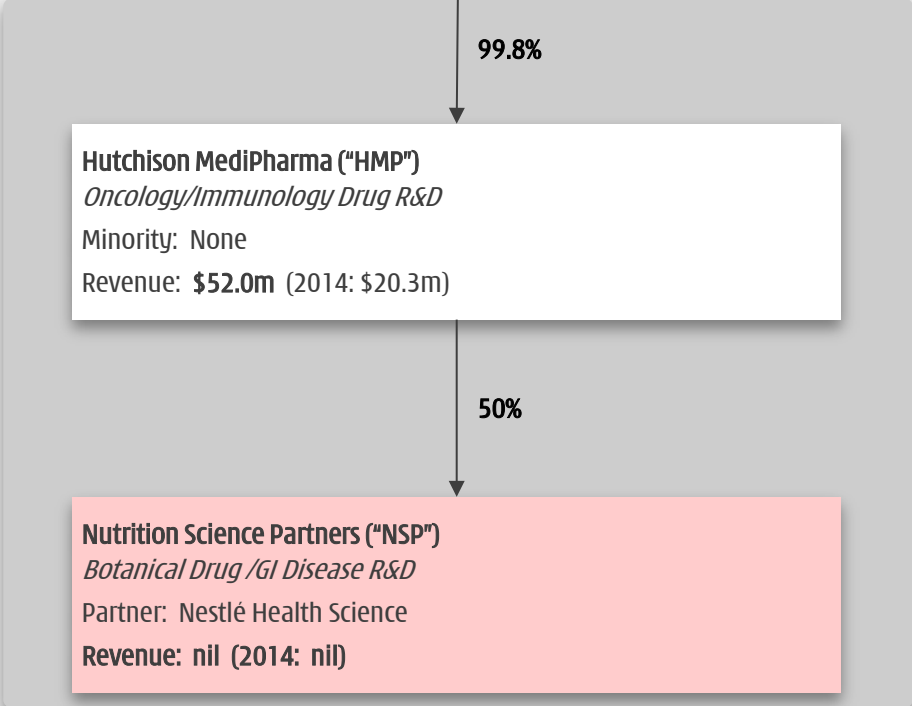 99.8%
Hutchison MediPharma (“HMP”)
Oncology/Immunology Drug R&D
Minority: None
Revenue: $52.0m (2014: $20.3m)
50%
Nutrition Science Partners (“NSP”)
Botanical Drug /GI Disease R&D
Partner: Nestlé Health Science
Revenue: nil (2014: nil)